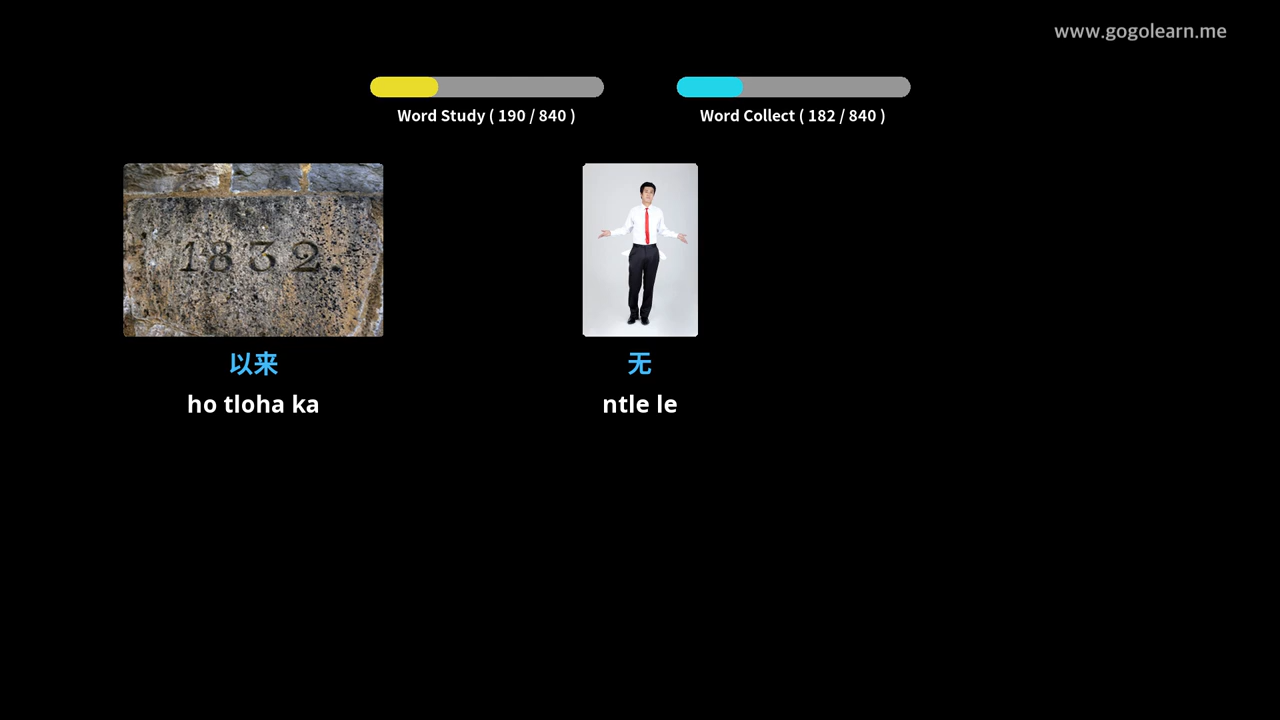 www.gogolearn.me
Word Study ( 190 / 840 )
Word Collect ( 182 / 840 )
1832.
以来
无
ho tloha ka
ntle le